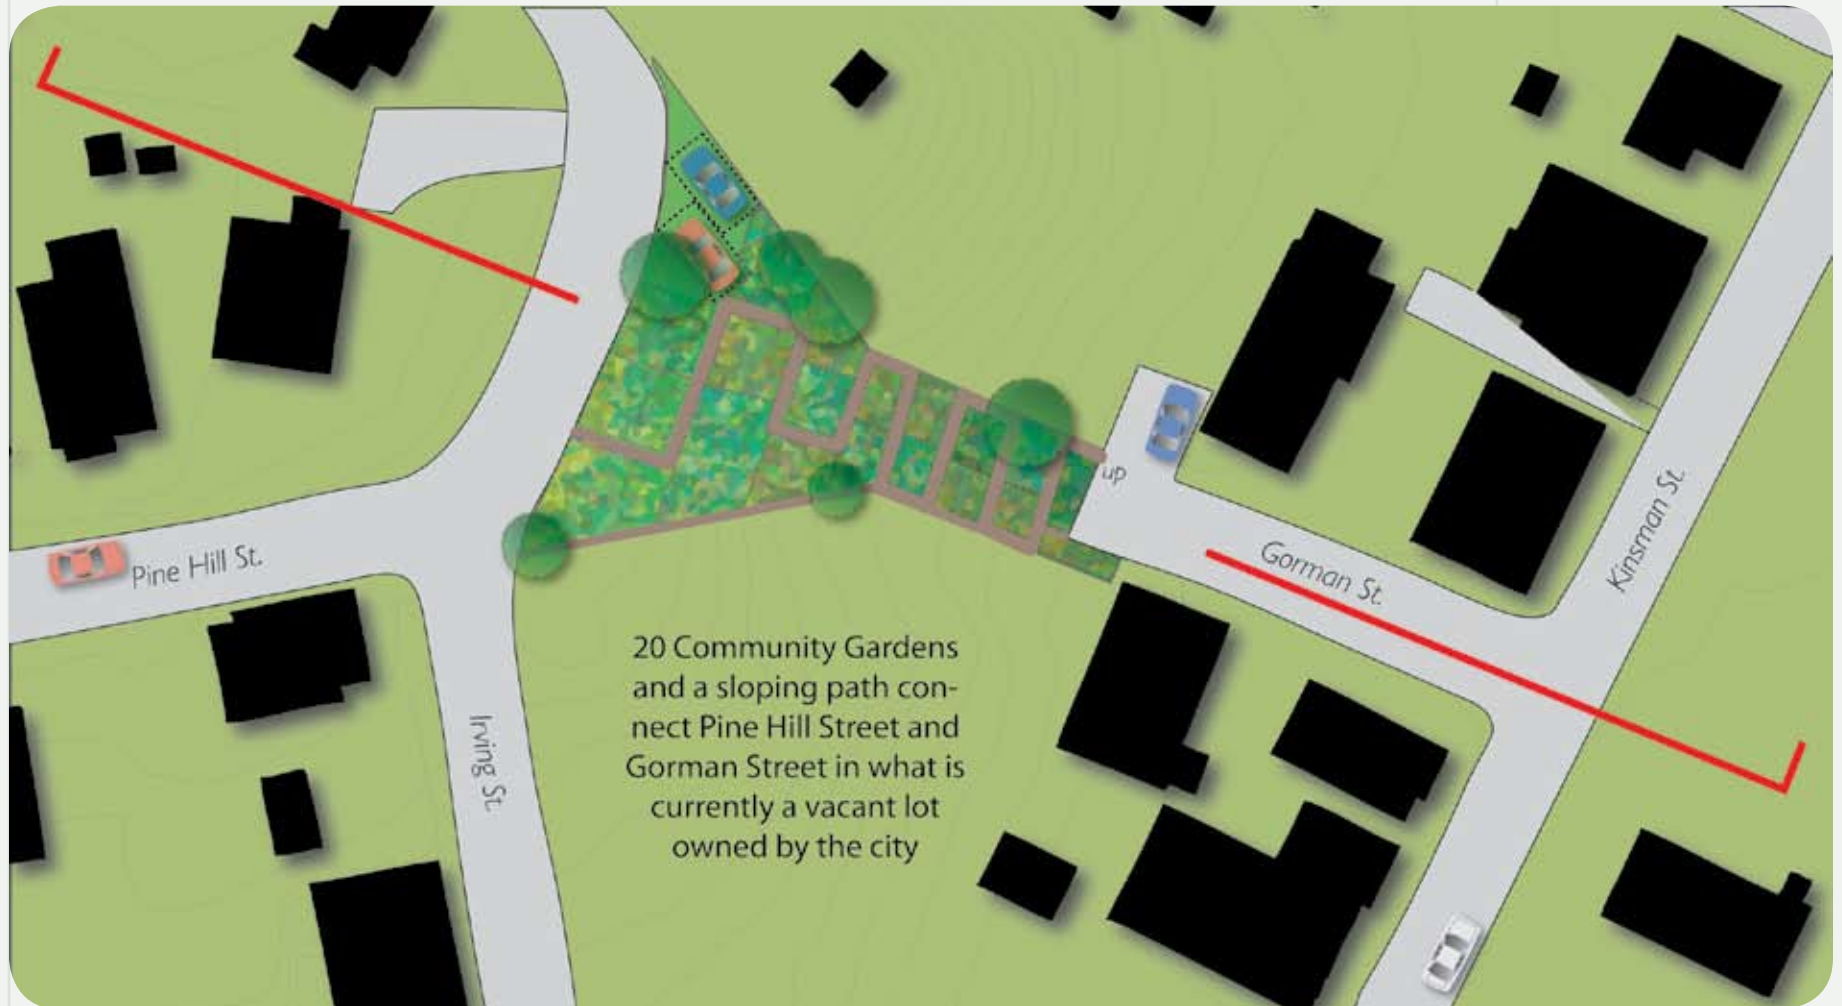 up
Pine Hill St.
Gorman St.
Kinsman St.
Irving St.
20 Community Gardens
and a sloping path con-
nect Pine Hill Street and
Gorman Street in what is
currently a vacant lot
owned by the city